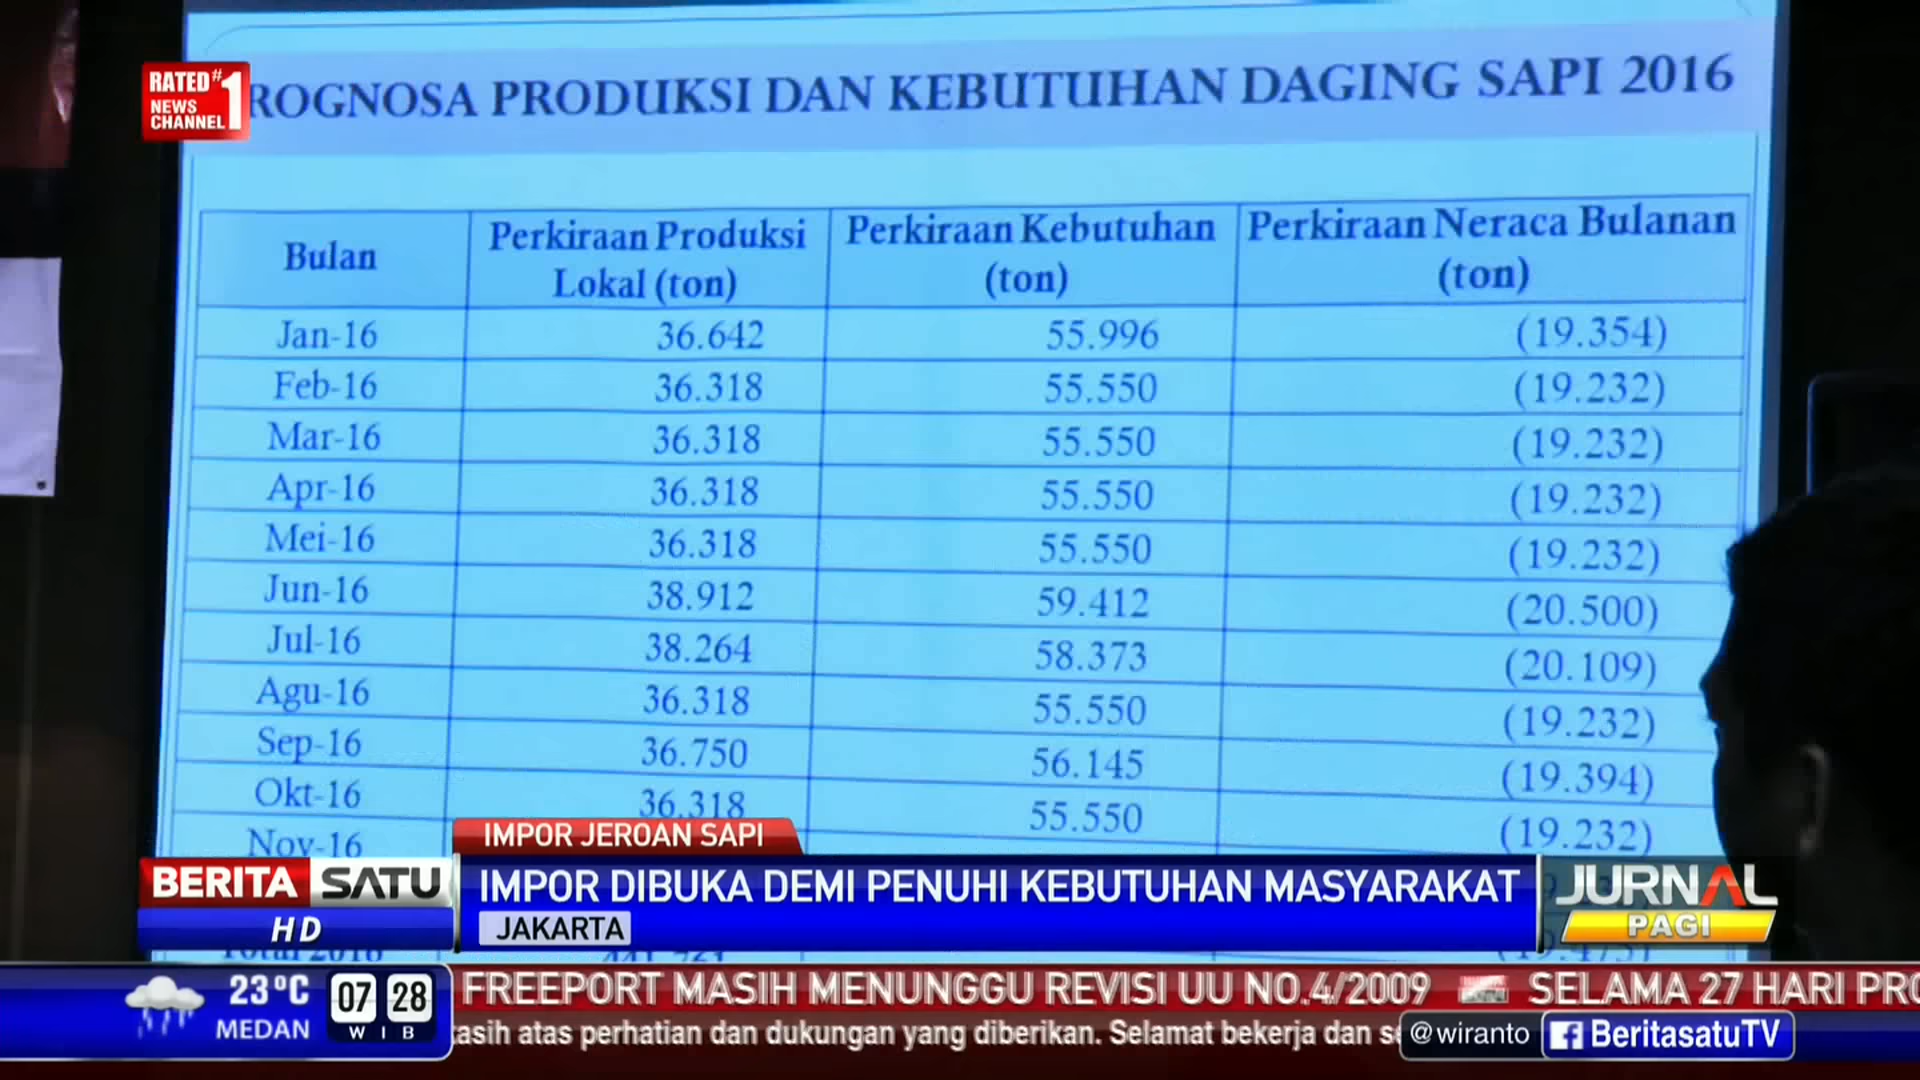 RATED #1
NEWS
CHANNEL
ROGNOSA PRODUKSI DAN KEBUTUHAN DAGING SAPI 2016
Bulan Perkiraan Produksi Lokal (ton) Perkiraan Kebutuhan (ton) Perkiraan Neraca Bulanan (ton)
Jan-16 36.642 55.996 (19.354)
Feb-16 36.318 55.550 (19.232)
Mar-16 36.318 55.550 (19.232)
Apr-16 36.318 55.550 (19.232)
Mei-16 36.318 55.550 (19.232)
Jun-16 38.912 59.412 (20.500)
Jul-16 38.264 58.373 (20.109)
Agu-16 36.318 55.550 (19.232)
Sep-16 36.750 56.145 (19.394)
Okt-16 36.318 55.550 (19.232)
Nov-16
IMPOR JEROAN SAPI
BERITA SATU
HD
IMPOR DIBUKA DEMI PENUHI KEBUTUHAN MASYARAKAT
JAKARTA
JURNAL
PAGI
Total 2016
23°C
MEDAN
07 28
WIB
FREEPORT MASIH MENUNGGU REVISI UU NO.4/2009 SELAMA 27 HARI PRO
asih atas perhatian dan dukungan yang diberikan. Selamat bekerja dan se
@wiranto
BeritasatuTV